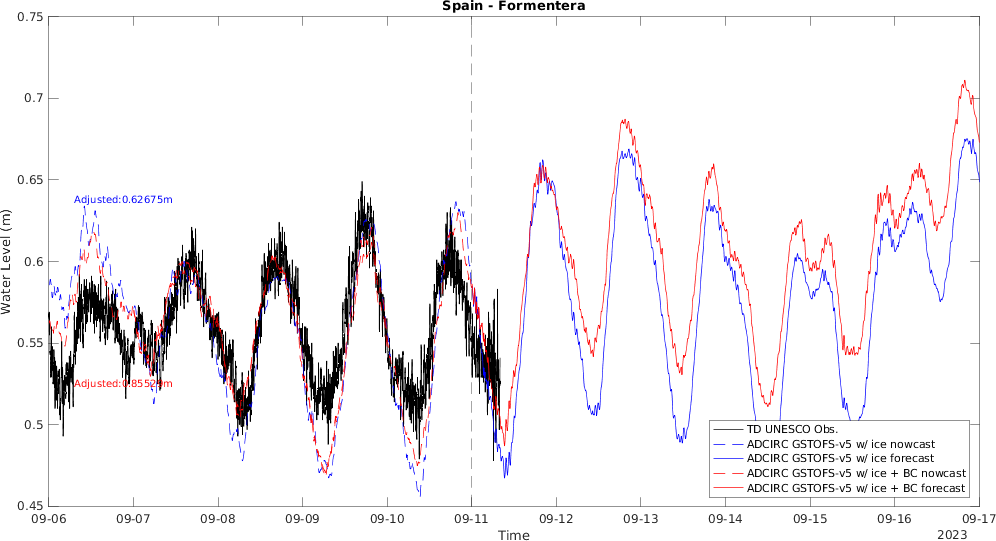 Spain - Formentera
0.75
0.7
0.65
0.6
0.55
0.5
0.45
Water Level (m)
Adjusted:0.62675m
TD UNESCO Obs.
ADCIRC GSTOFS-v5 w/ ice nowcast
ADCIRC GSTOFS-v5 w/ ice forecast
ADCIRC GSTOFS-v5 w/ ice + BC nowcast
ADCIRC GSTOFS-v5 w/ ice + BC forecast
09-06 09-07 09-08 09-09 09-10 09-11 09-12 09-13 09-14 09-15 09-16 09-17
Time
2023